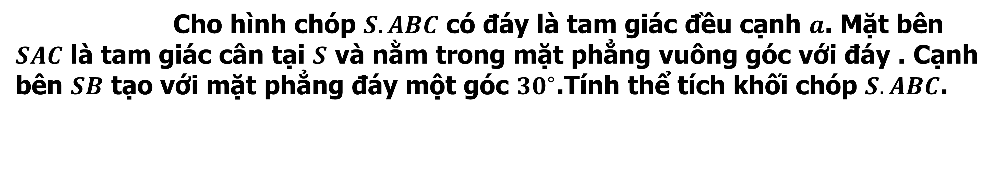 Cho hình chóp S.ABC có đáy là tam giác đều cạnh a. Mặt bên
SAC là tam giác cân tại S và nằm trong mặt phẳng vuông góc với đáy . Cạnh
bên SB tạo với mặt phẳng đáy một góc 30°.Tính thể tích khối chóp S.ABC.